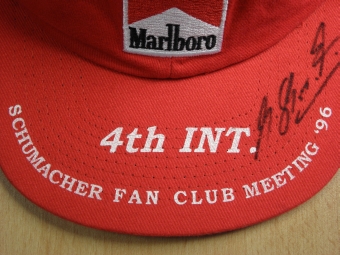 Marlboro
4th INT.
SCHUMACHER FAN CLUB MEETING '96